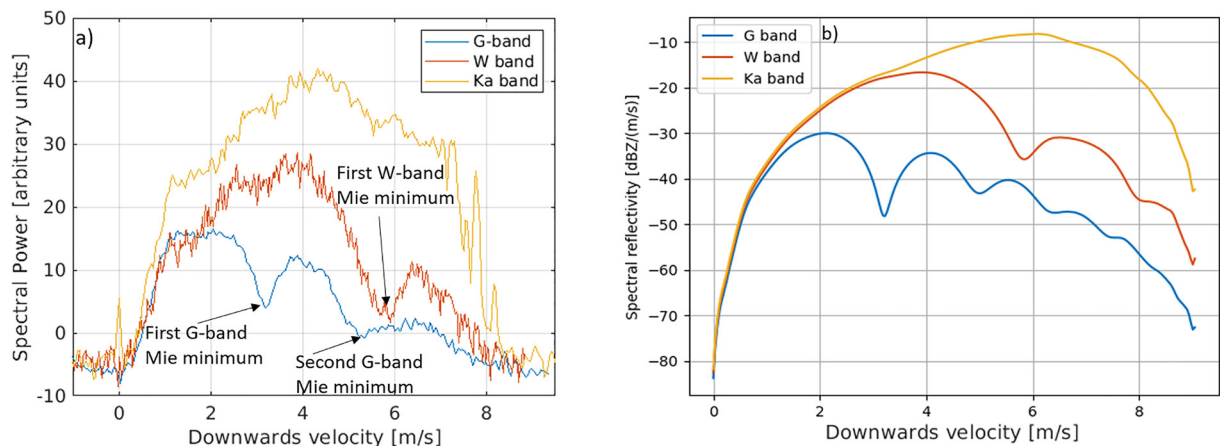 a)
G-band
W band
Ka band
Spectral Power [arbitrary units]
50
40
30
20
10
0
-10
First W-band
Mie minimum
First G-band
Mie minimum
Second G-band
Mie minimum
0 2 4 6 8
Downwards velocity [m/s]
b)
G band
W band
Ka band
Spectral reflectivity [dBZ/(m/s)]
−10
−20
−30
−40
−50
−60
−70
−80
0 2 4 6 8
Downwards velocity [m/s]